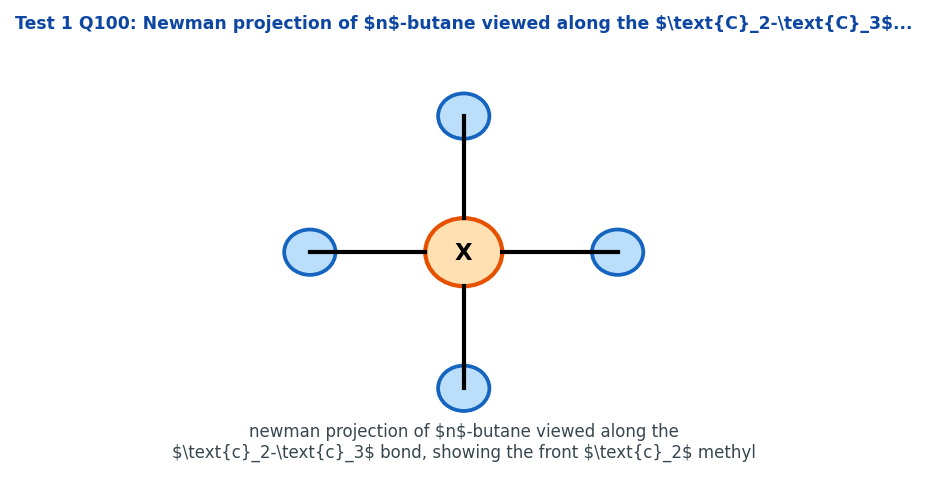 Test 1 Q100: Newman projection of $n$-butane viewed along the $\text{C}_2-\text{C}_3$...
X
newman projection of $n$-butane viewed along the
$\text{c}_2-\text{c}_3$ bond, showing the front $\text{c}_2$ methyl